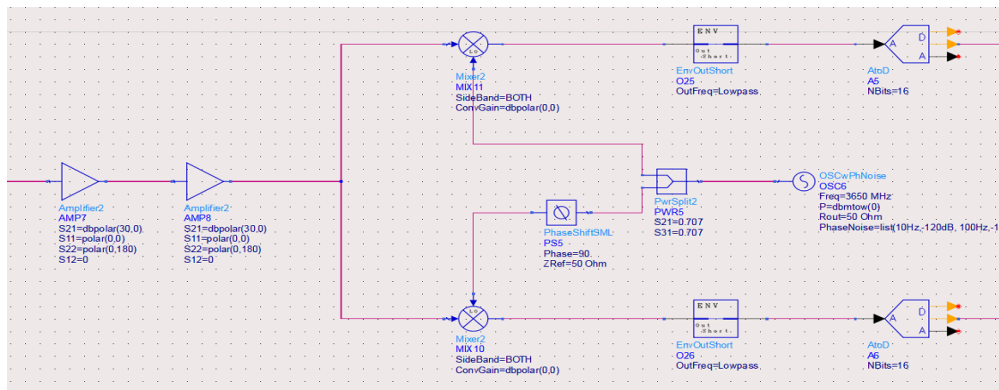 LO
Mixer2
MIX11
SideBand=BOTH
ConvGain=dbpolar(0,0)
ENV
Out
Short
EnvOutShort
O25
OutFreq=Lowpass
A
D
A
AtoD
A5
NBits=16
Amplifier2
AMP7
S21=dbpolar(30,0)
S11=polar(0,0)
S22=polar(0,180)
S12=0
Amplifier2
AMP8
S21=dbpolar(30,0)
S11=polar(0,0)
S22=polar(0,180)
S12=0
PhaseShiftSML
PS5
Phase=90.
ZRef=50 Ohm
PwrSplit2
PWR5
S21=0.707
S31=0.707
OSCwPhNoise
OSC6
Freq=3650 MHz
P=dbmtow(0)
Rout=50 Ohm
PhaseNoise=list(10Hz,-120dB, 100Hz,-1
LO
Mixer2
MIX10
SideBand=BOTH
ConvGain=dbpolar(0,0)
ENV
Out
Short
EnvOutShort
O26
OutFreq=Lowpass
A
D
A
AtoD
A6
NBits=16